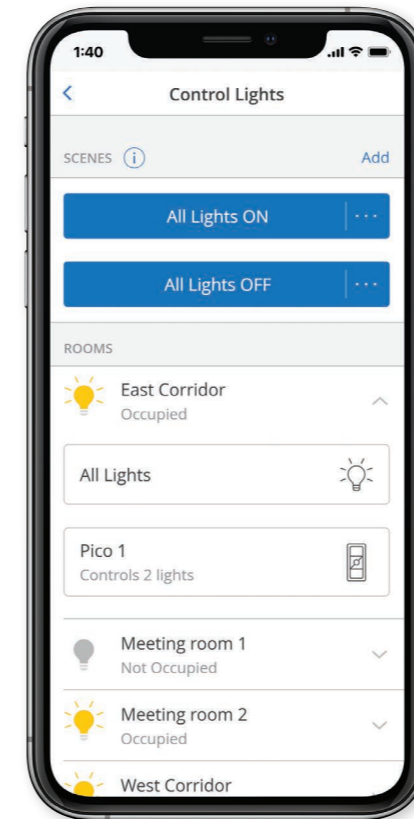 1:40
Control Lights
SCENES i Add
All Lights ON ...
All Lights OFF ...
ROOMS
East Corridor
Occupied
All Lights
Pico 1
Controls 2 lights
Meeting room 1
Not Occupied
Meeting room 2
Occupied
West Corridor